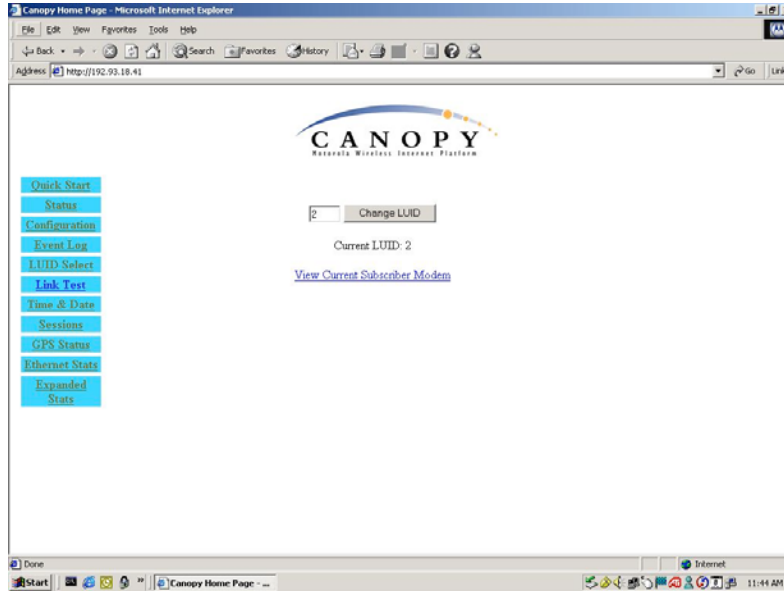 Canopy Home Page - Microsoft Internet Explorer
File Edit View Favorites Tools Help
Back Search Favorites History
Address http://192.93.18.41 Go Link
CANOPY
Motorola Wireless Internet Platform
Quick Start
Status
Configuration
Event Log
LUID Select
Link Test
Time & Date
Sessions
GPS Status
Ethernet Stats
Expanded
Stats
2 Change LUID
Current LUID: 2
View Current Subscriber Modem
Done Internet
Start » Canopy Home Page - ... 11:44 AM